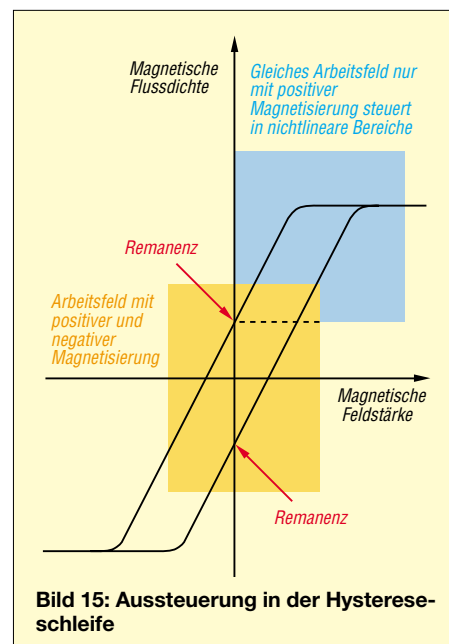 Magnetische
Flussdichte
Gleiches Arbeitsfeld nur
mit positiver
Magnetisierung steuert
in nichtlineare Bereiche
Remanenz
Arbeitsfeld mit
positiver und
negativer
Magnetisierung
Magnetische
Feldstärke
Remanenz
Bild 15: Aussteuerung in der Hysterese-
schleife